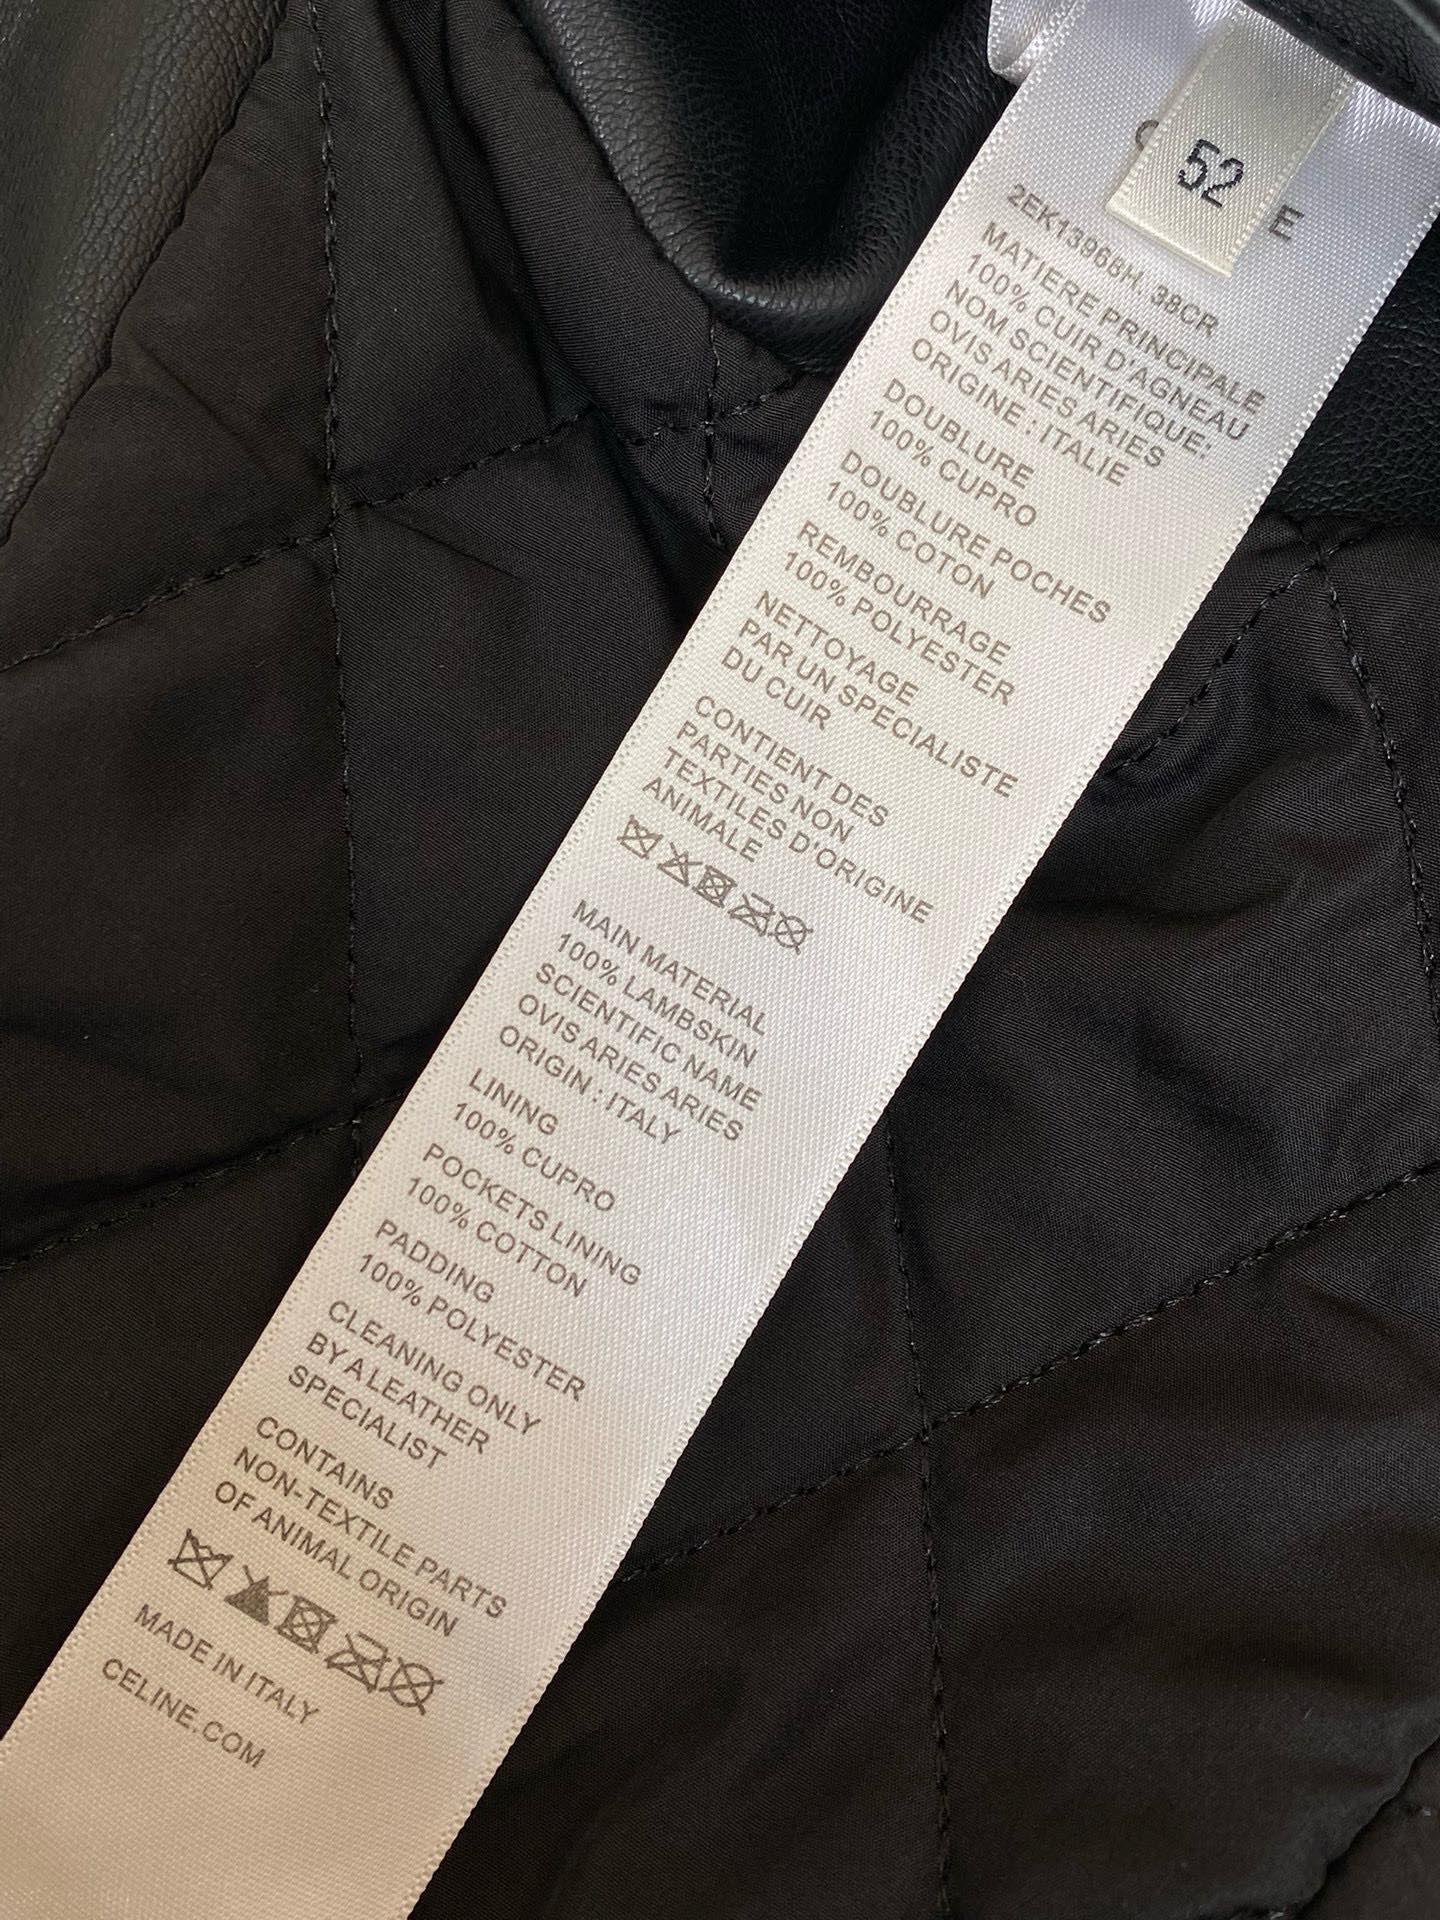 52
E
2EK13966H, 38CR
MATIERE PRINCIPALE
100% CUIR D'AGNEAU
NOM SCIENTIFIQUE:
OVIS ARIES ARIES
ORIGINE : ITALIE
DOUBLURE
100% CUPRO
DOUBLURE POCHES
100% COTON
REMBOURRAGE
100% POLYESTER
NETTOYAGE
PAR UN SPECIALISTE
DU CUIR
CONTIENT DES
PARTIES NON
TEXTILES D'ORIGINE
ANIMALE
MAIN MATERIAL
100% LAMBSKIN
SCIENTIFIC NAME
OVIS ARIES ARIES
ORIGIN : ITALY
LINING
100% CUPRO
POCKETS LINING
100% COTTON
PADDING
100% POLYESTER
CLEANING ONLY
BY A LEATHER
SPECIALIST
CONTAINS
NON-TEXTILE PARTS
OF ANIMAL ORIGIN
MADE IN ITALY
CELINE.COM